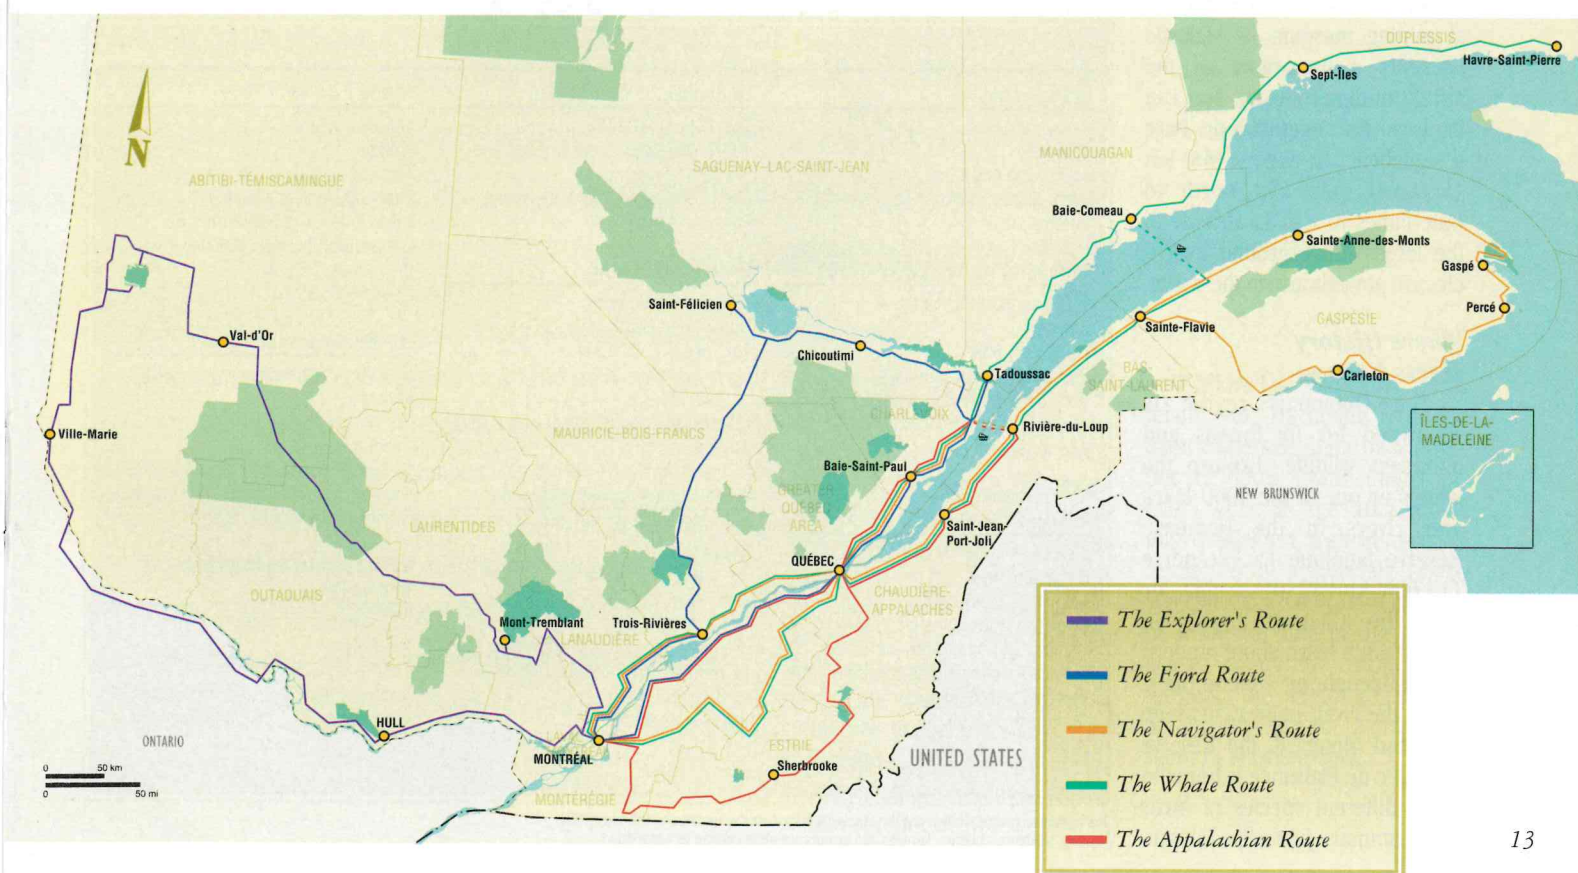 DUPLESSIS
Havre-Saint-Pierre
Sept-Îles
N
MANICOUAGAN
SAGUENAY–LAC-SAINT-JEAN
ABITIBI-TÉMISCAMINGUE
Baie-Comeau
Sainte-Anne-des-Monts
Gaspé
Saint-Félicien
Percé
Sainte-Flavie
GASPÉSIE
Val-d'Or
Chicoutimi
Tadoussac
BAS-
SAINT-LAURENT
Carleton
CHARLEVOIX
Ville-Marie
MAURICIE–BOIS-FRANCS
Rivière-du-Loup
ÎLES-DE-LA-
MADELEINE
Baie-Saint-Paul
GREATER
QUÉBEC
AREA
NEW BRUNSWICK
LAURENTIDES
Saint-Jean-
Port-Joli
QUÉBEC
OUTAOUAIS
CHAUDIÈRE-
APPALACHES
Mont-Tremblant
Trois-Rivières
LANAUDIÈRE
HULL
ONTARIO
MONTRÉAL
ESTRIE
Sherbrooke
UNITED STATES
MONTÉRÉGIE
0 50 km
0 50 mi
The Explorer's Route
The Fjord Route
The Navigator's Route
The Whale Route
The Appalachian Route
13